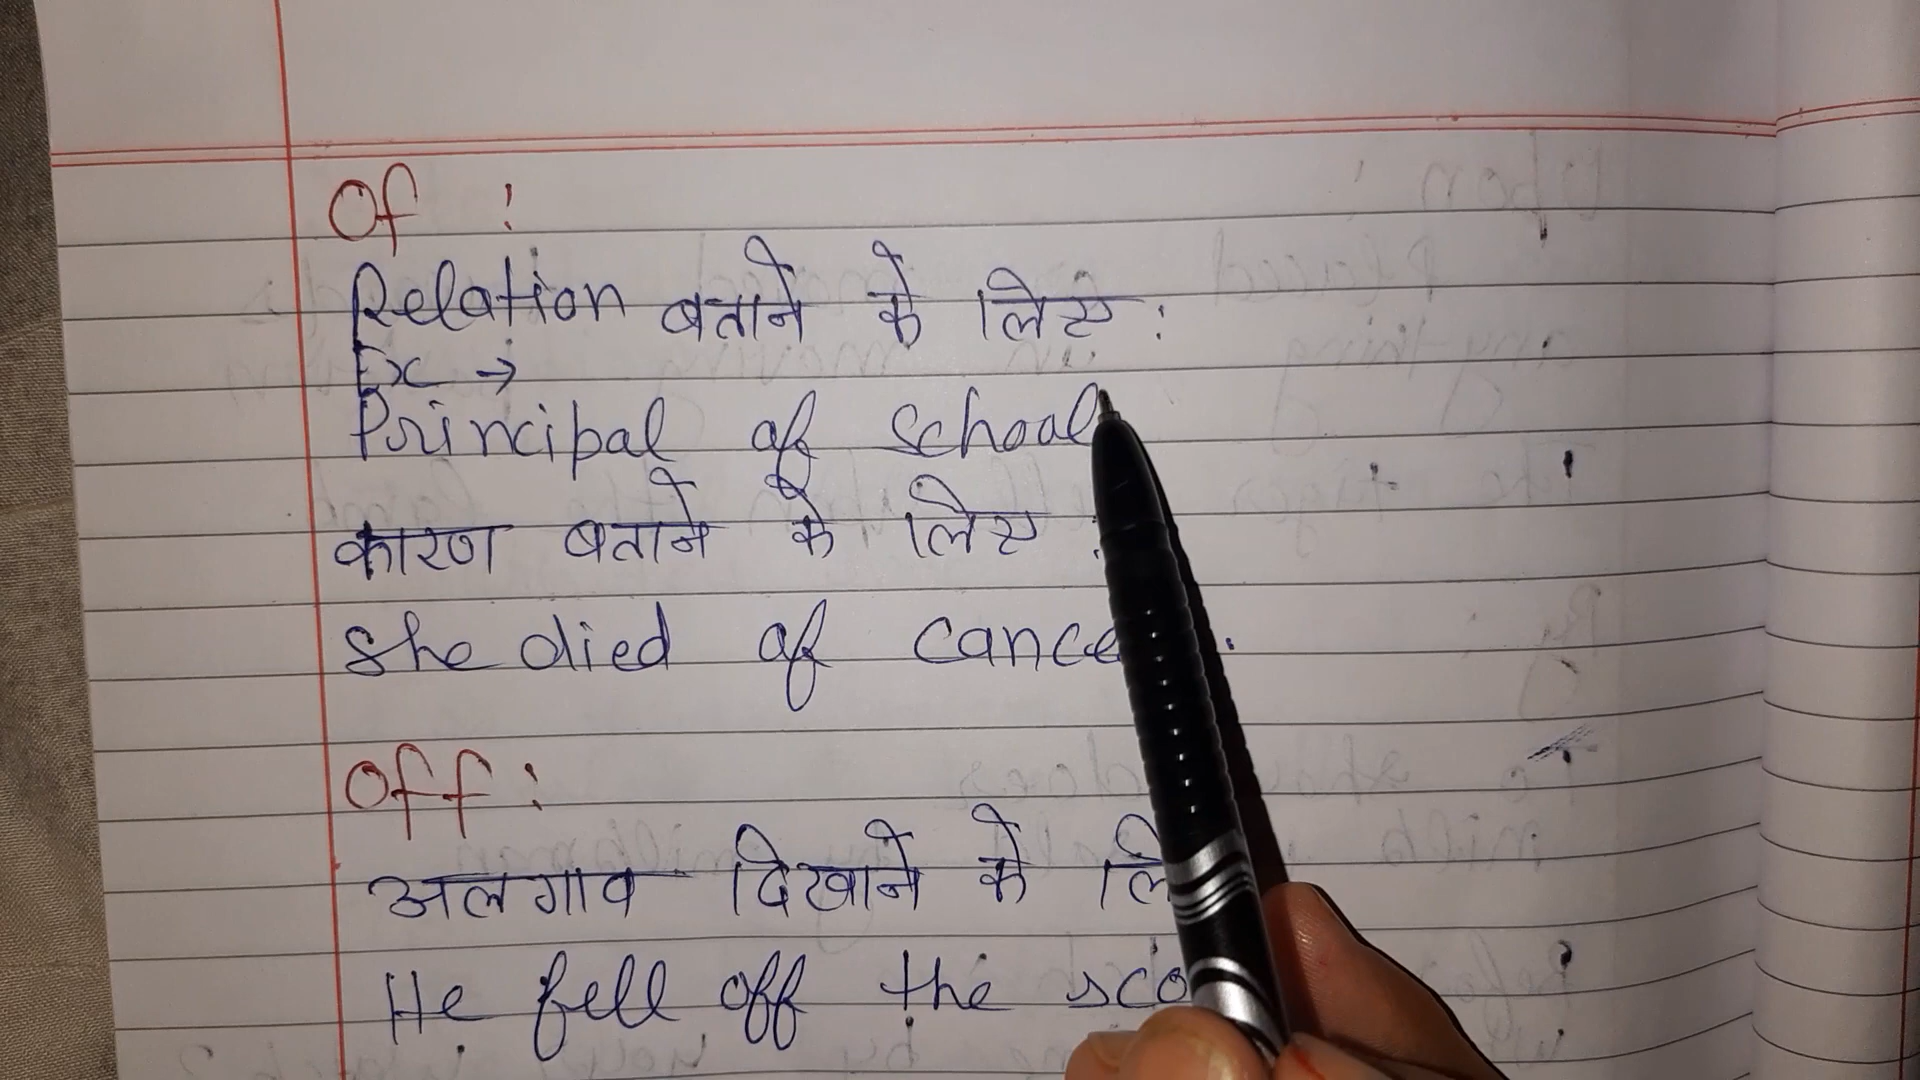 Of :
Relation बताने के लिए :
Ex →
Principal of school
कारण बताने के लिए :
She died of
Off :
अलगाव दिखाने के
He fell off the